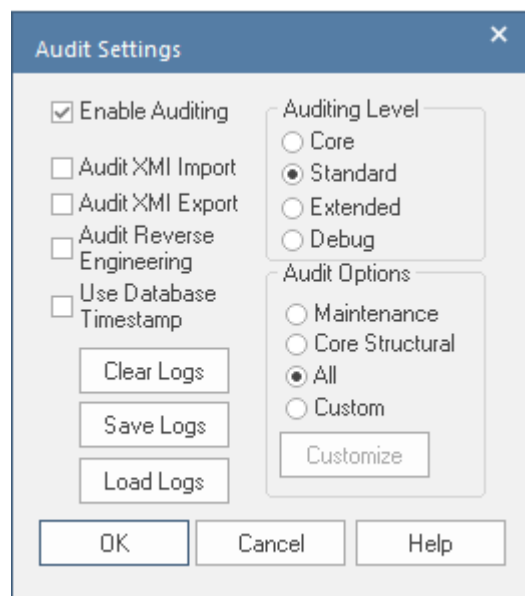 Audit Settings
Enable Auditing
Audit XMI Import
Audit XMI Export
Audit Reverse
Engineering
Use Database
Timestamp
Clear Logs
Save Logs
Load Logs
Auditing Level
Core
Standard
Extended
Debug
Audit Options
Maintenance
Core Structural
All
Custom
Customize
OK
Cancel
Help